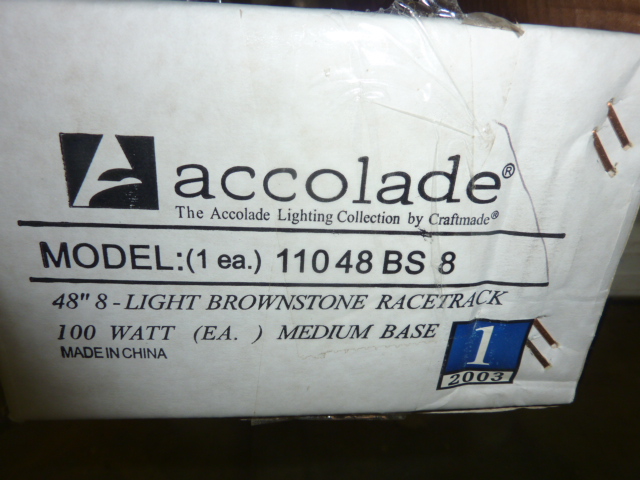 accolade®
The Accolade Lighting Collection by Craftmade®
MODEL:(1 ea.) 110 48 BS 8
48" 8 - LIGHT BROWNSTONE RACETRACK
100 WATT (EA. ) MEDIUM BASE
MADE IN CHINA
1
2003